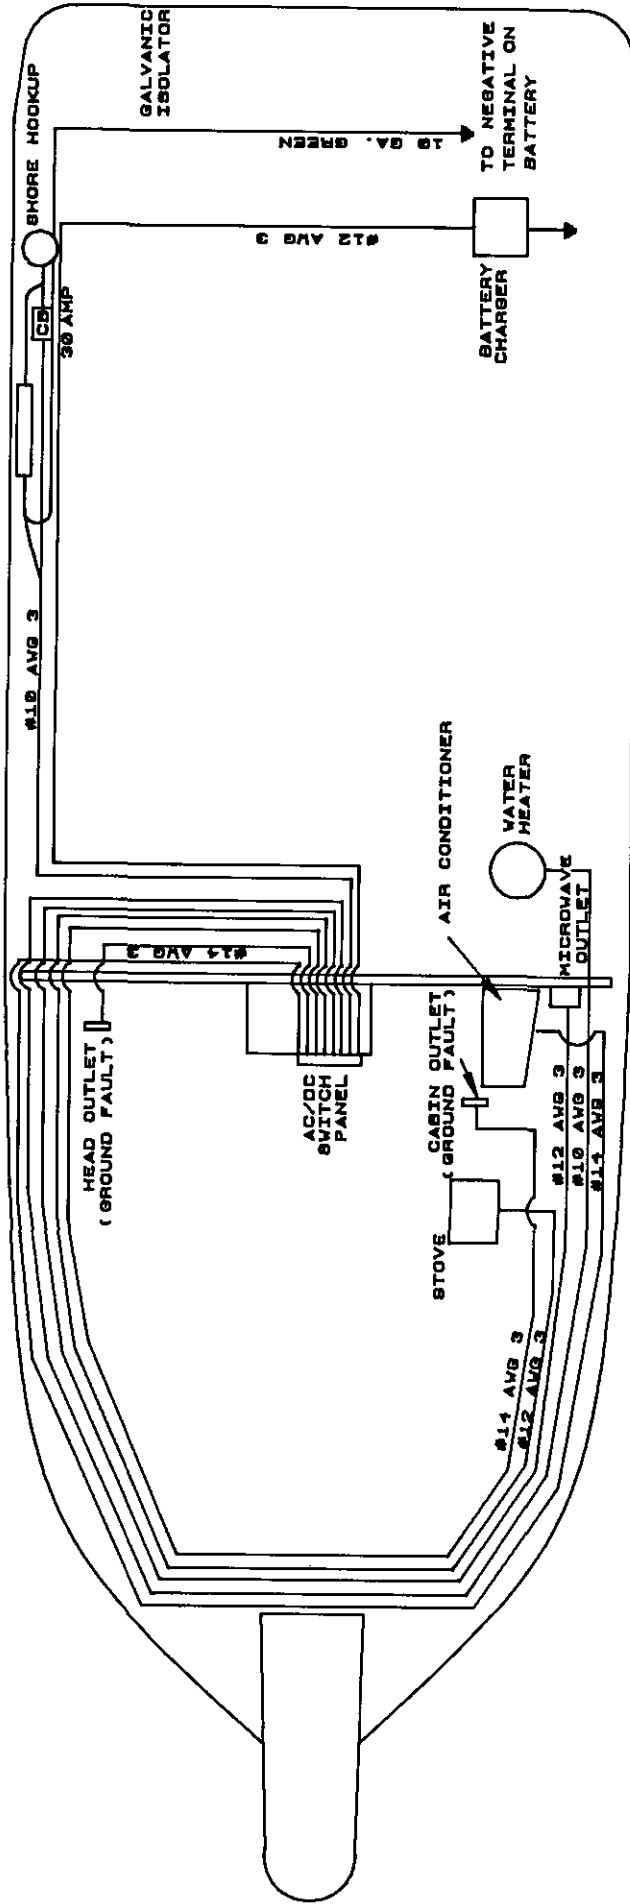 SHORE HOOKUP
GALVANIC
ISOLATOR
10 GA. GREEN
TO NEGATIVE
TERMINAL ON
BATTERY
CB
30 AMP
#12 AWG 3
BATTERY
CHARGER
#10 AWG 3
AIR CONDITIONER
WATER
HEATER
#14 AWG 3
HEAD OUTLET
(GROUND FAULT)
AC/DC
SWITCH
PANEL
MICROWAVE
OUTLET
CABIN OUTLET
(GROUND FAULT)
STOVE
#12 AWG 3
#10 AWG 3
#14 AWG 3
#14 AWG 3
#12 AWG 3